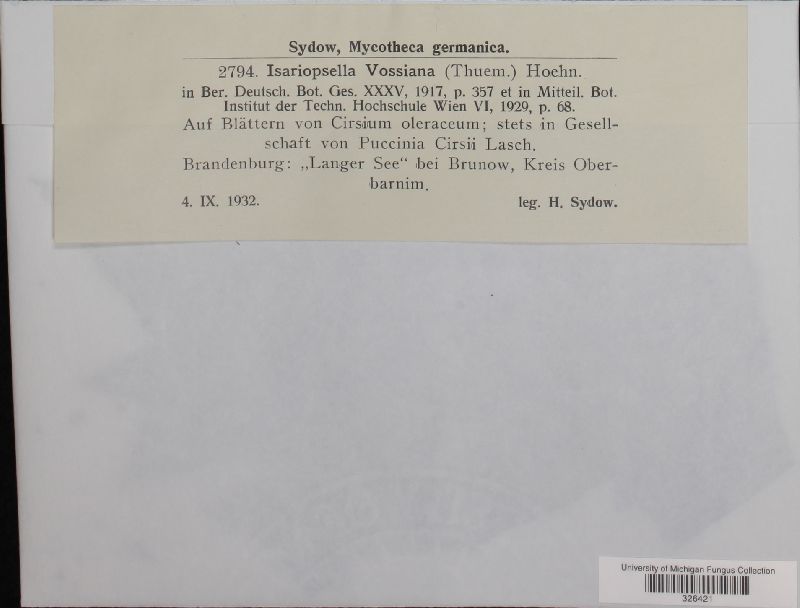 Sydow, Mycotheca germanica.
2794. Isariopsella Vossiana (Thuem.) Hoehn.
in Ber. Deutsch. Bot. Ges. XXXV, 1917, p. 357 et in Mitteil. Bot.
Institut der Techn. Hochschule Wien VI, 1929, p. 68.
Auf Blättern von Cirsium oleraceum; stets in Gesell-
schaft von Puccinia Cirsii Lasch.
Brandenburg: „Langer See“ bei Brunow, Kreis Ober-
barnim.
4. IX. 1932. leg. H. Sydow.
University of Michigan Fungus Collection
326421